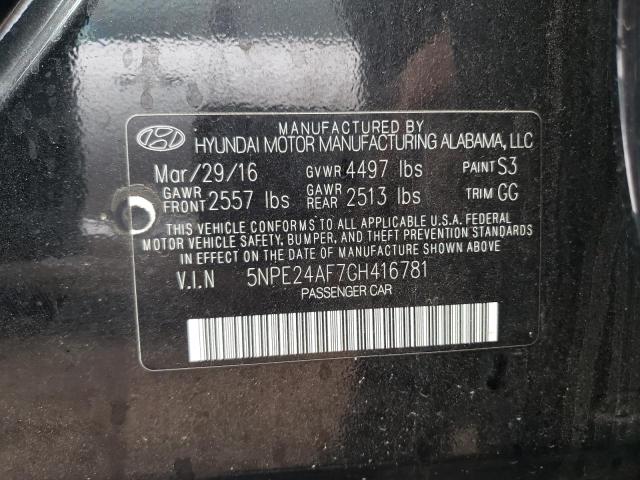 MANUFACTURED BY
HYUNDAI MOTOR MANUFACTURING ALABAMA, LLC
Mar/29/16 GVWR 4497 lbs PAINT S3
GAWR FRONT 2557 lbs GAWR REAR 2513 lbs TRIM GG
THIS VEHICLE CONFORMS TO ALL APPLICABLE U.S.A. FEDERAL
MOTOR VEHICLE SAFETY, BUMPER, AND THEFT PREVENTION
STANDARDS IN EFFECT ON THE DATE OF MANUFACTURE SHOWN ABOVE.
V.I.N 5NPE24AF7GH416781
PASSENGER CAR